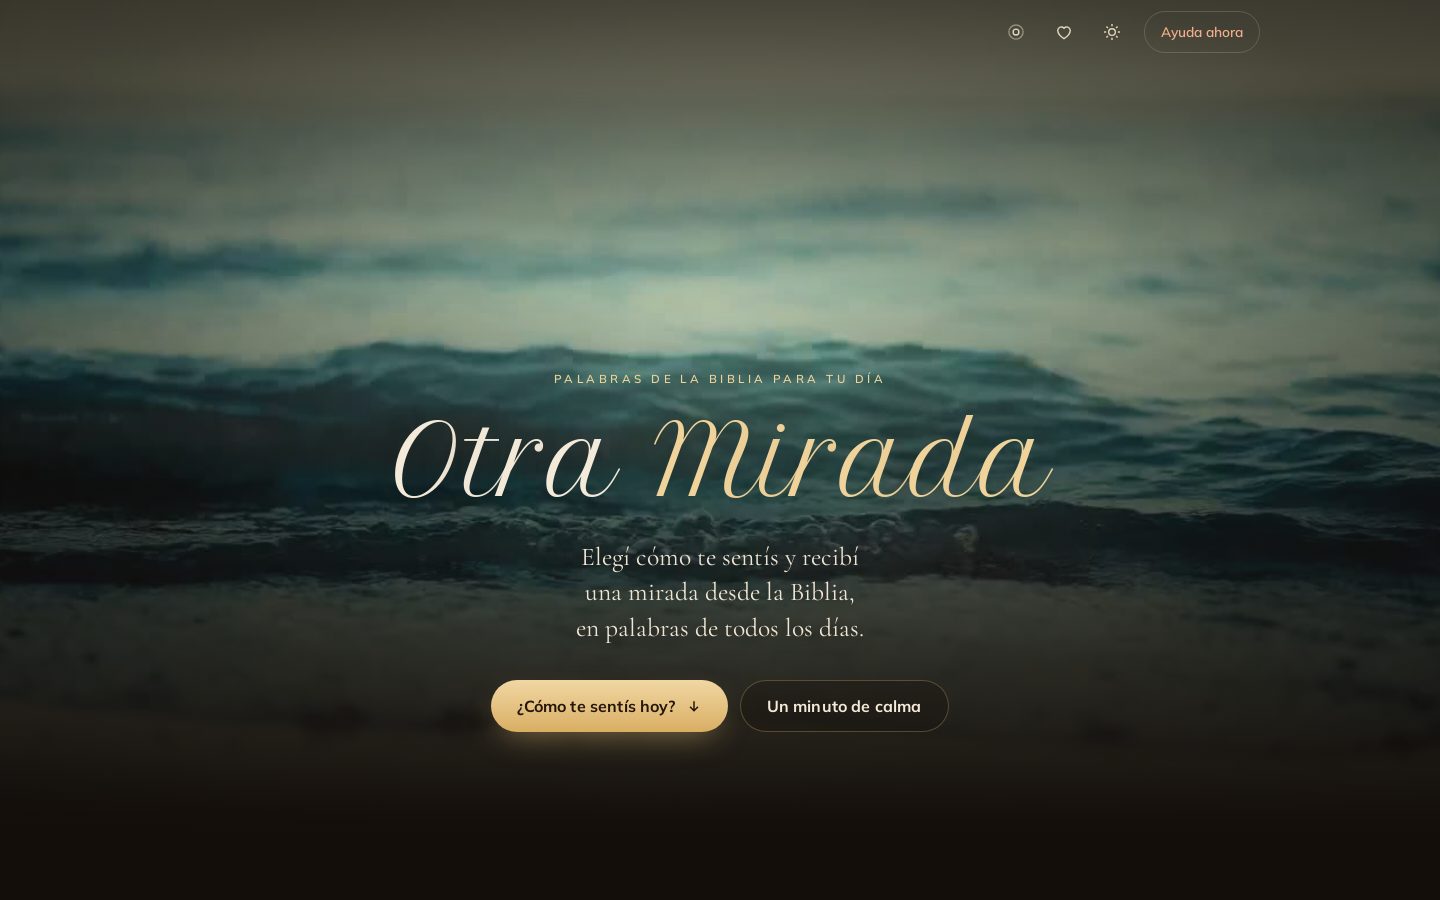 Ayuda ahora
PALABRAS DE LA BIBLIA PARA TU DÍA
Otra Mirada
Elegí cómo te sentís y recibí
una mirada desde la Biblia,
en palabras de todos los días.
¿Cómo te sentís hoy? ↓
Un minuto de calma